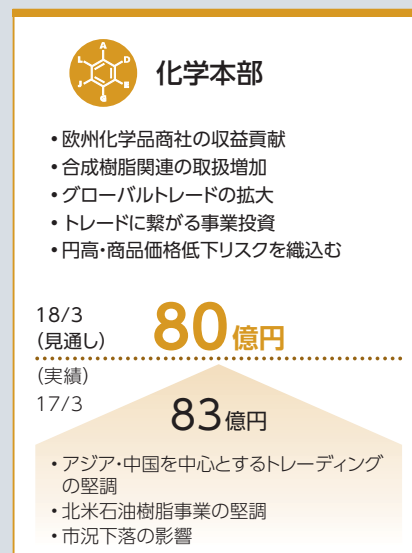 A
L D
J E
G
化学本部
•欧州化学品商社の収益貢献
•合成樹脂関連の取扱増加
•グローバルトレードの拡大
•トレードに繋がる事業投資
•円高・商品価格低下リスクを織込む
18/3
(見通し) 80億円
(実績)
17/3
83億円
•アジア・中国を中心とするトレーディング
の堅調
•北米石油樹脂事業の堅調
•市況下落の影響